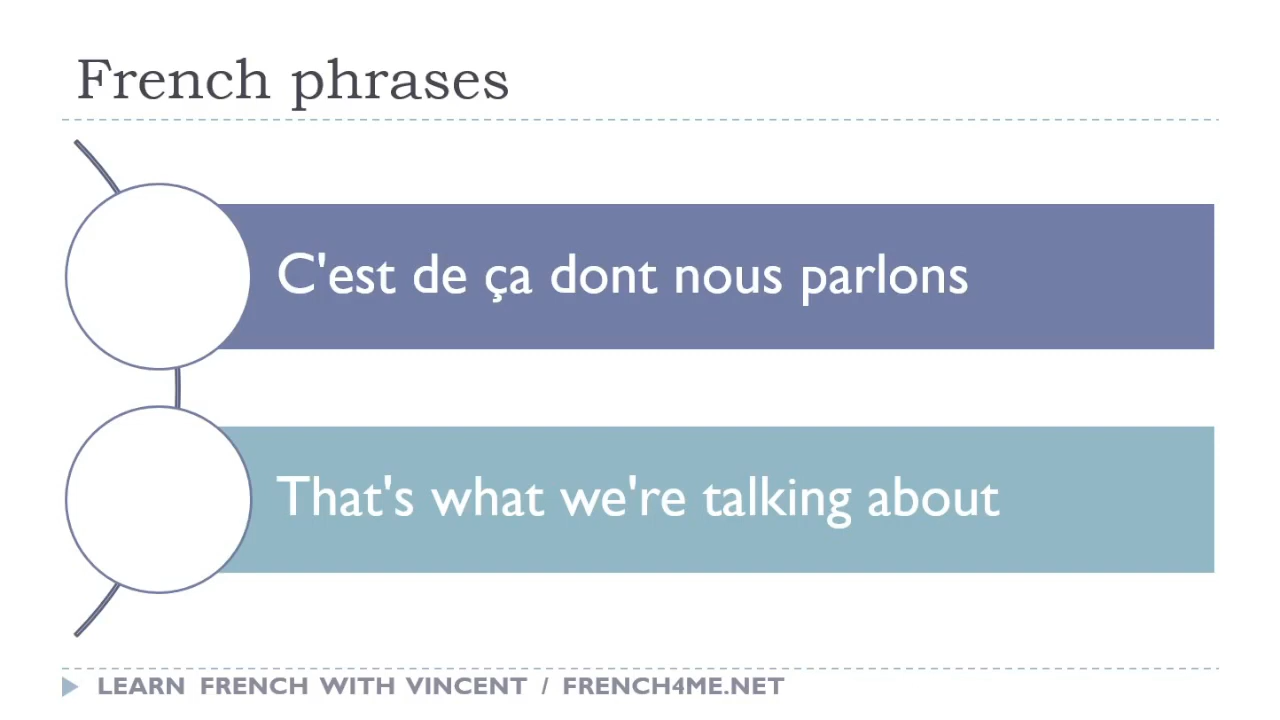 French phrases
C'est de ça dont nous parlons
That's what we're talking about
LEARN FRENCH WITH VINCENT / FRENCH4ME.NET